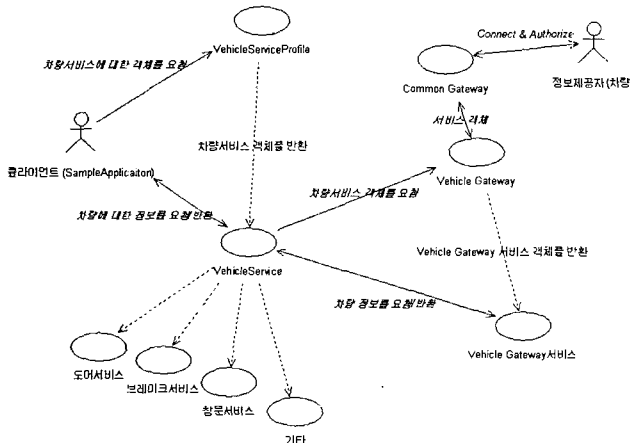 Connect & Authorize
VehicleServiceProfile
정보제공자 (차량
Common Gateway
차량서비스에 대한 객체를 요청
서비스 객체
차량서비스 객체를 반환
클라이언트 (SampleApplicaiton)
Vehicle Gateway
차량서비스 객체를 요청
차량에 대한 정보를 요청/반환
Vehicle Gateway 서비스 객체를 반환
VehicleService
차량 정보를 요청/반환
Vehicle Gateway서비스
도어서비스
브레이크서비스
창문서비스
기타